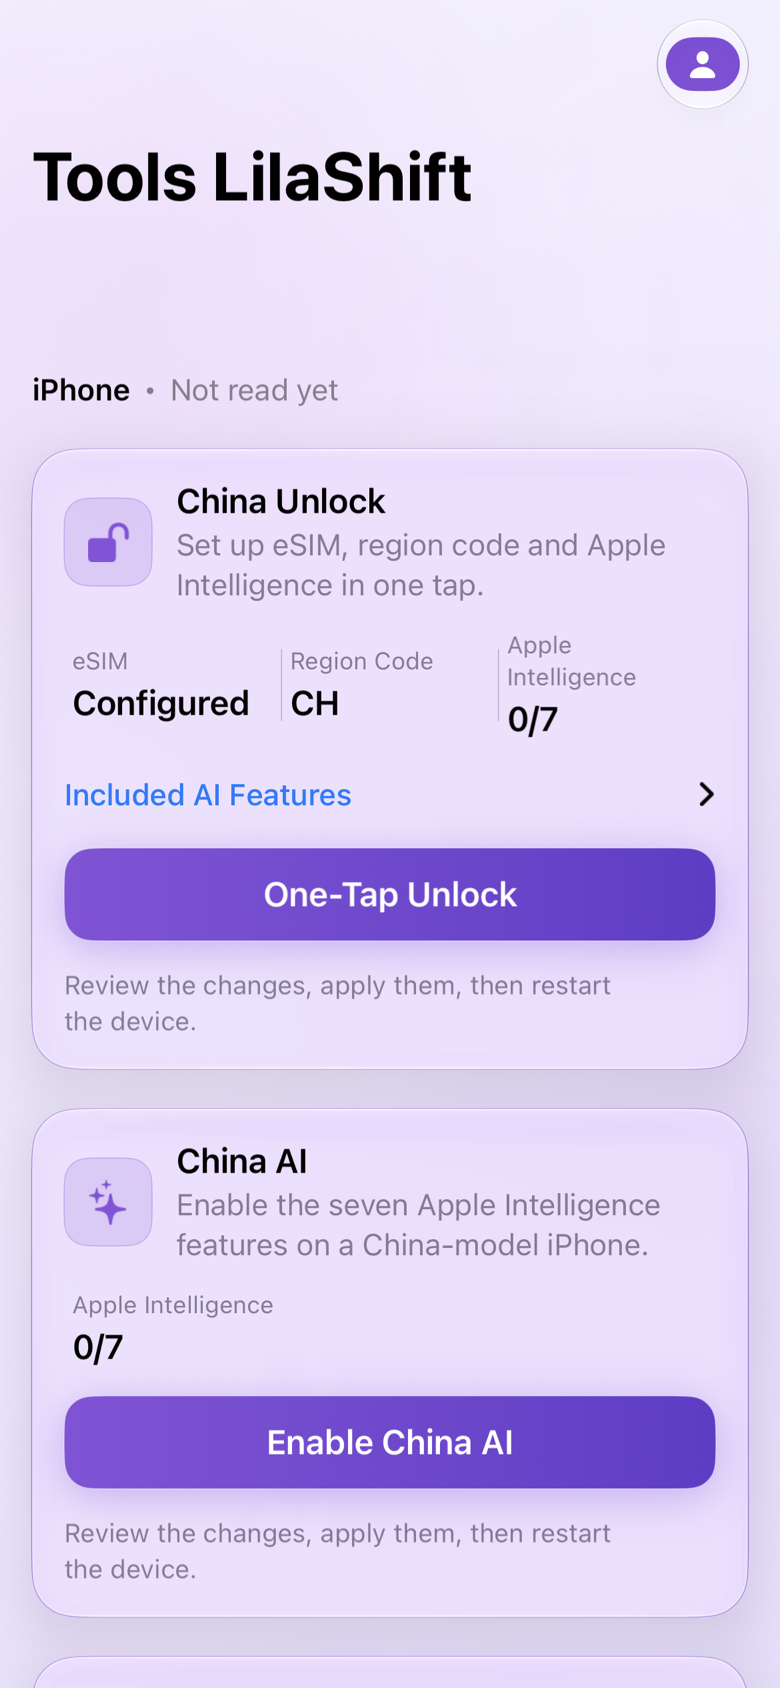 Tools LilaShift
iPhone • Not read yet
China Unlock
Set up eSIM, region code and Apple
Intelligence in one tap.
eSIM
Configured
Region Code
CH
Apple
Intelligence
0/7
Included AI Features
One-Tap Unlock
Review the changes, apply them, then restart
the device.
China AI
Enable the seven Apple Intelligence
features on a China-model iPhone.
Apple Intelligence
0/7
Enable China AI
Review the changes, apply them, then restart
the device.